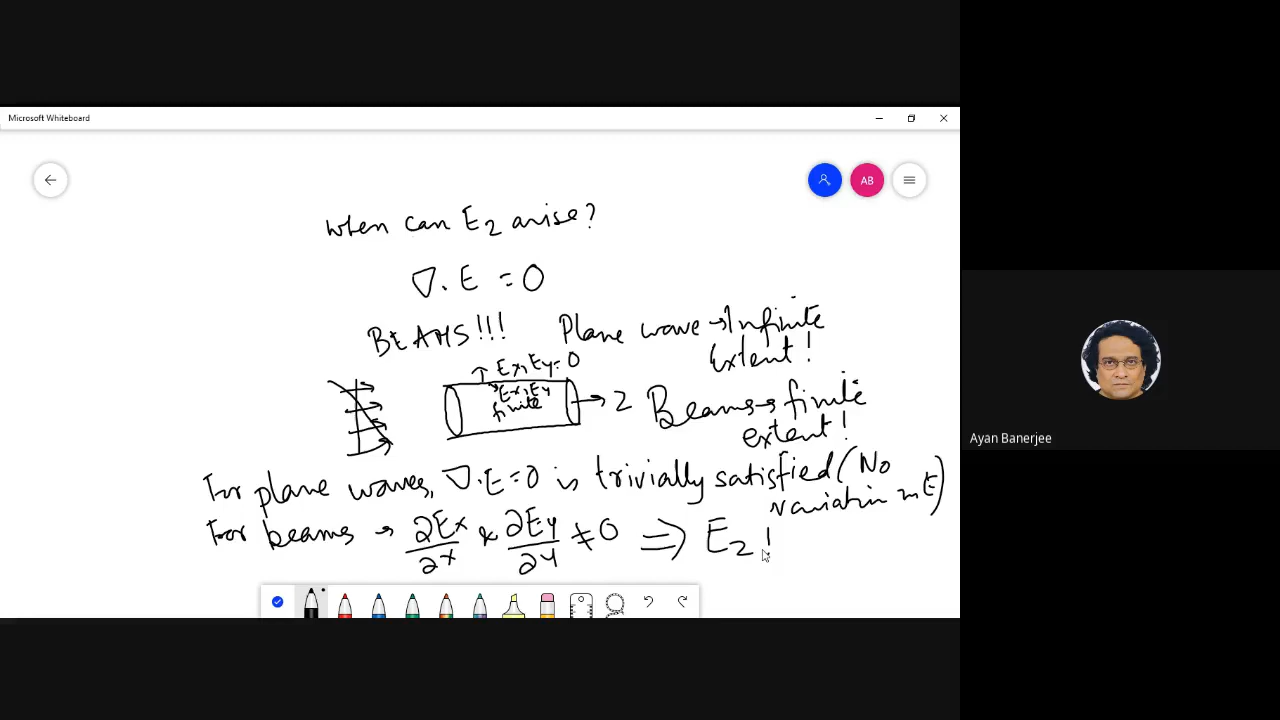 Microsoft Whiteboard
AB
When can Ez arise?
∇. E = 0
BEAMS!!! Plane wave → Infinite
Extent!
↑ Ex, Ey = 0
Ex, Ey
finite
→ z
Beams → finite
extent!
For plane waves, ∇.E = 0 is trivially satisfied (No
variation in E)
For beams → ∂Ex/∂x & ∂Ey/∂y ≠ 0 ⇒ Ez !
Ayan Banerjee